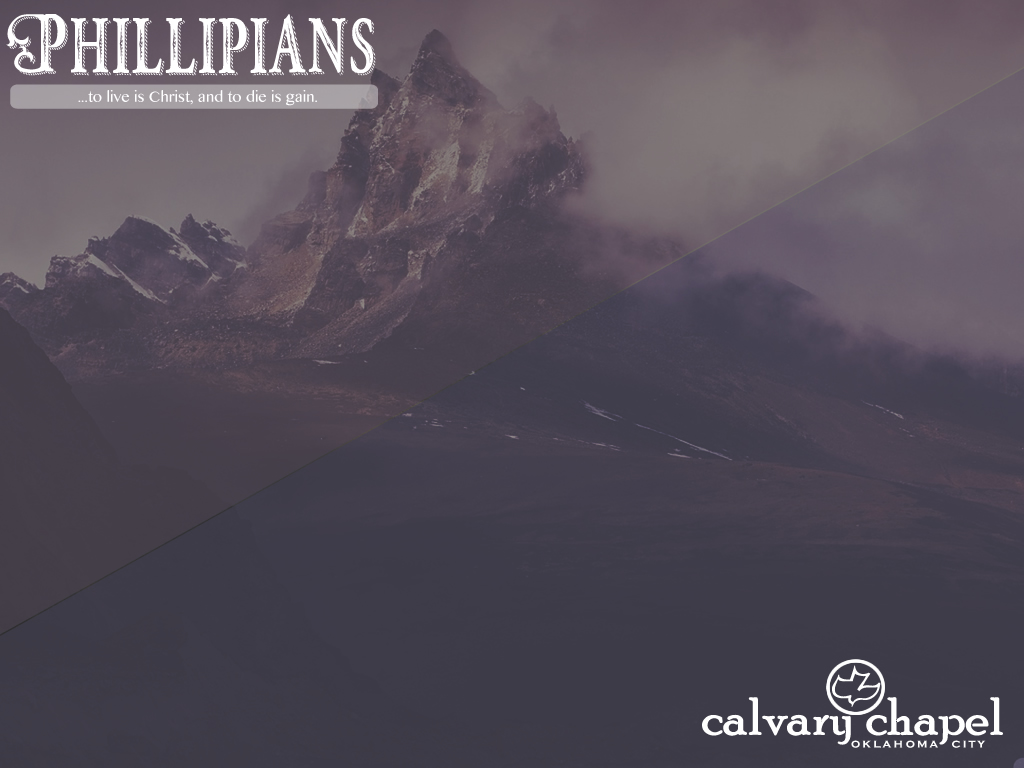 PHILLIPIANS
...to live is Christ, and to die is gain.
calvary chapel
OKLAHOMA CITY